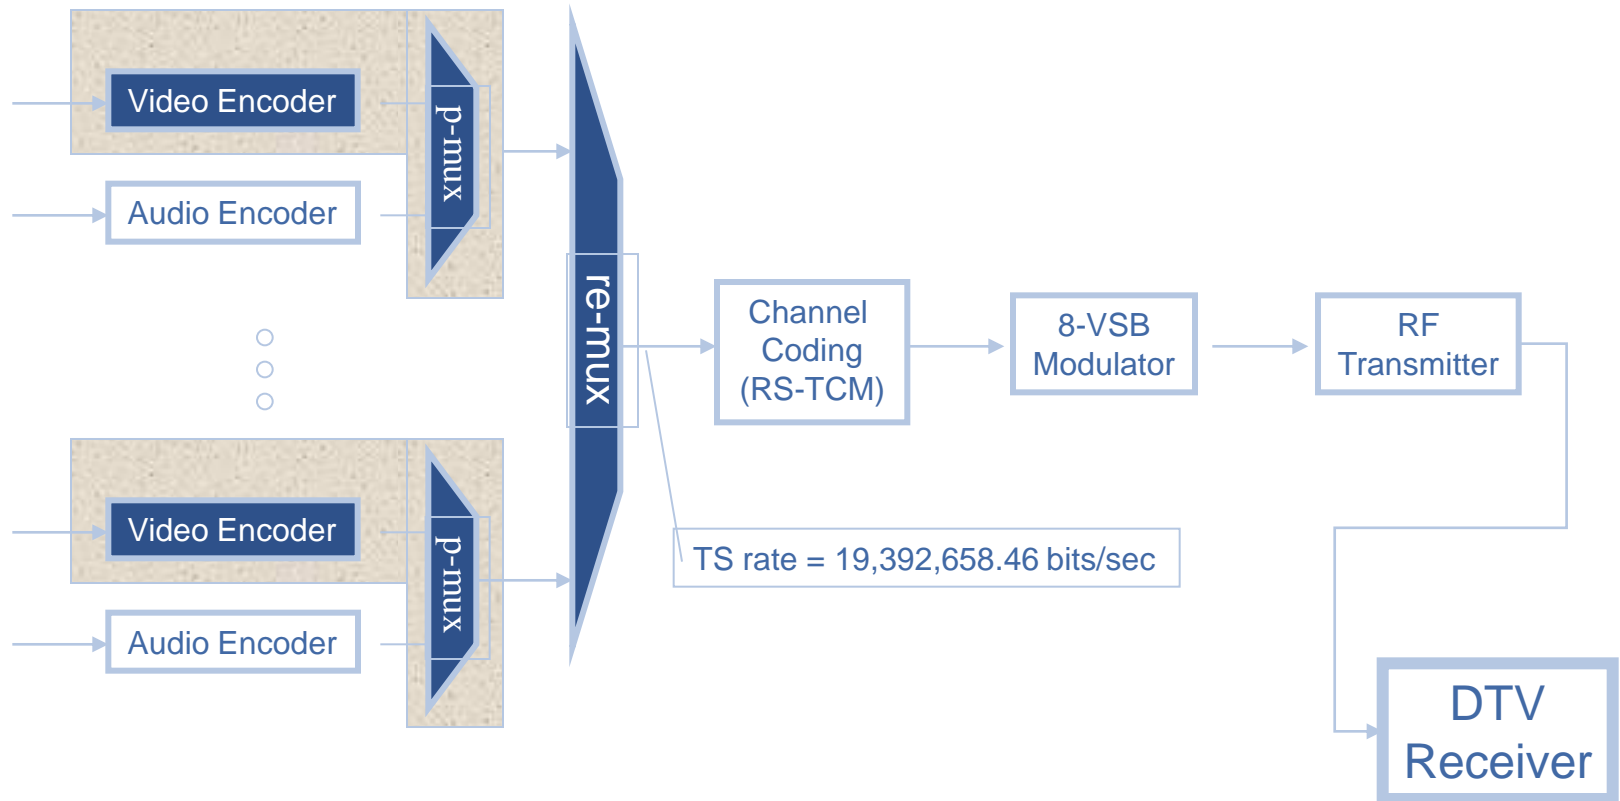 Video Encoder
p-mux
Audio Encoder
re-mux
Channel
Coding
(RS-TCM)
8-VSB
Modulator
RF
Transmitter
Video Encoder
p-mux
Audio Encoder
TS rate = 19,392,658.46 bits/sec
DTV
Receiver